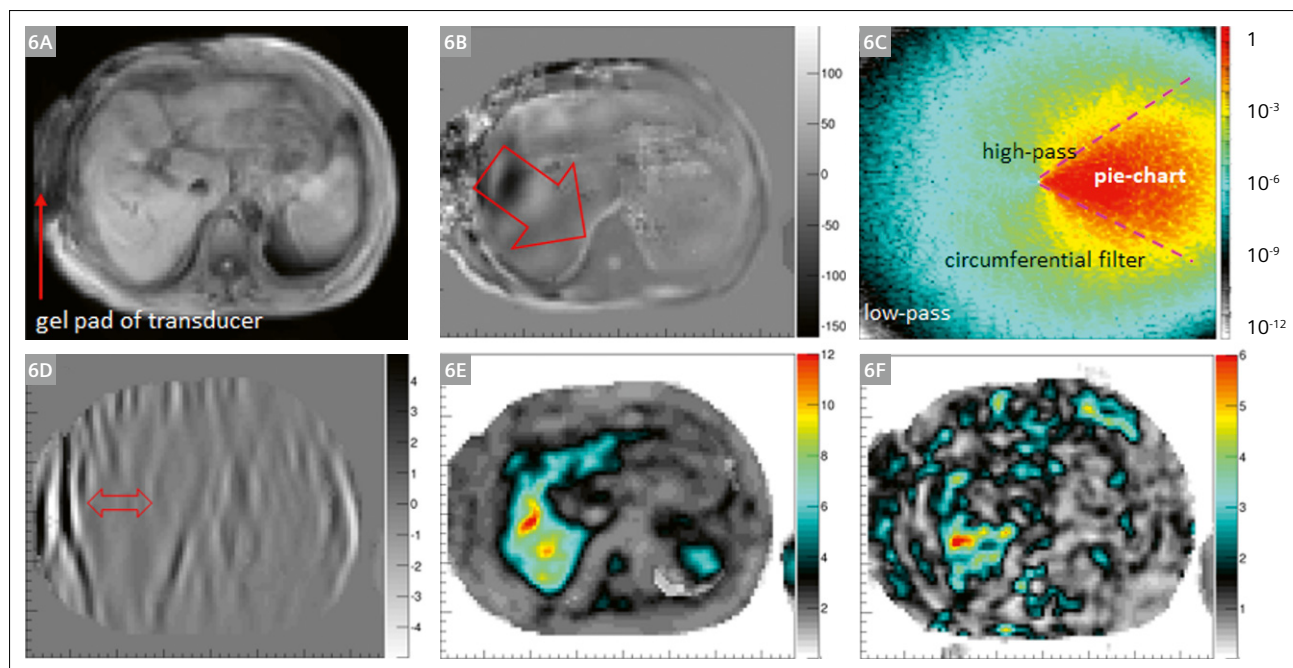 6A
gel pad of transducer
6B
100
50
0
-50
-100
-150
6C
high-pass
pie-chart
circumferential filter
low-pass
1
10⁻³
10⁻⁶
10⁻⁹
10⁻¹²
6D
4
3
2
1
0
-1
-2
-3
-4
6E
12
10
8
6
4
2
6F
6
5
4
3
2
1